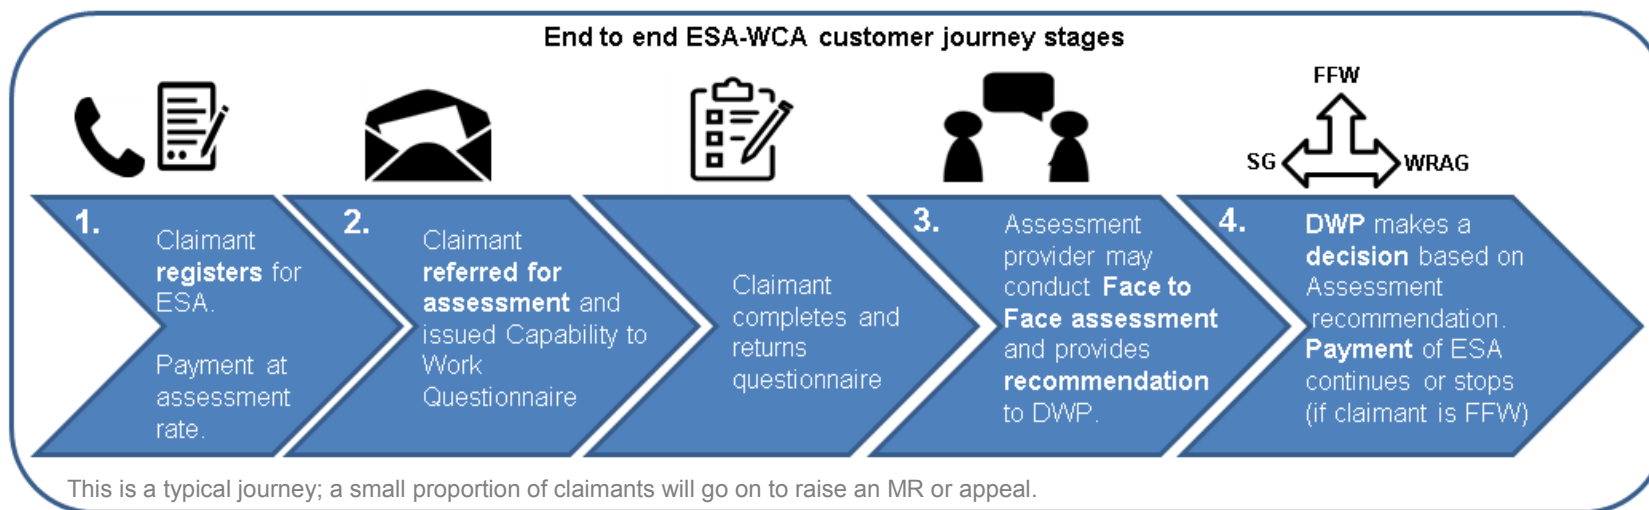 End to end ESA-WCA customer journey stages
FFW
SG
WRAG
1.
Claimant
registers for
ESA.
Payment at
assessment
rate.
2.
Claimant
referred for
assessment and
issued Capability to
Work
Questionnaire
Claimant
completes and
returns
questionnaire
3.
Assessment
provider may
conduct Face to
Face assessment
and provides
recommendation
to DWP.
4.
DWP makes a
decision based on
Assessment
recommendation.
Payment of ESA
continues or stops
(if claimant is FFW)
This is a typical journey; a small proportion of claimants will go on to raise an MR or appeal.